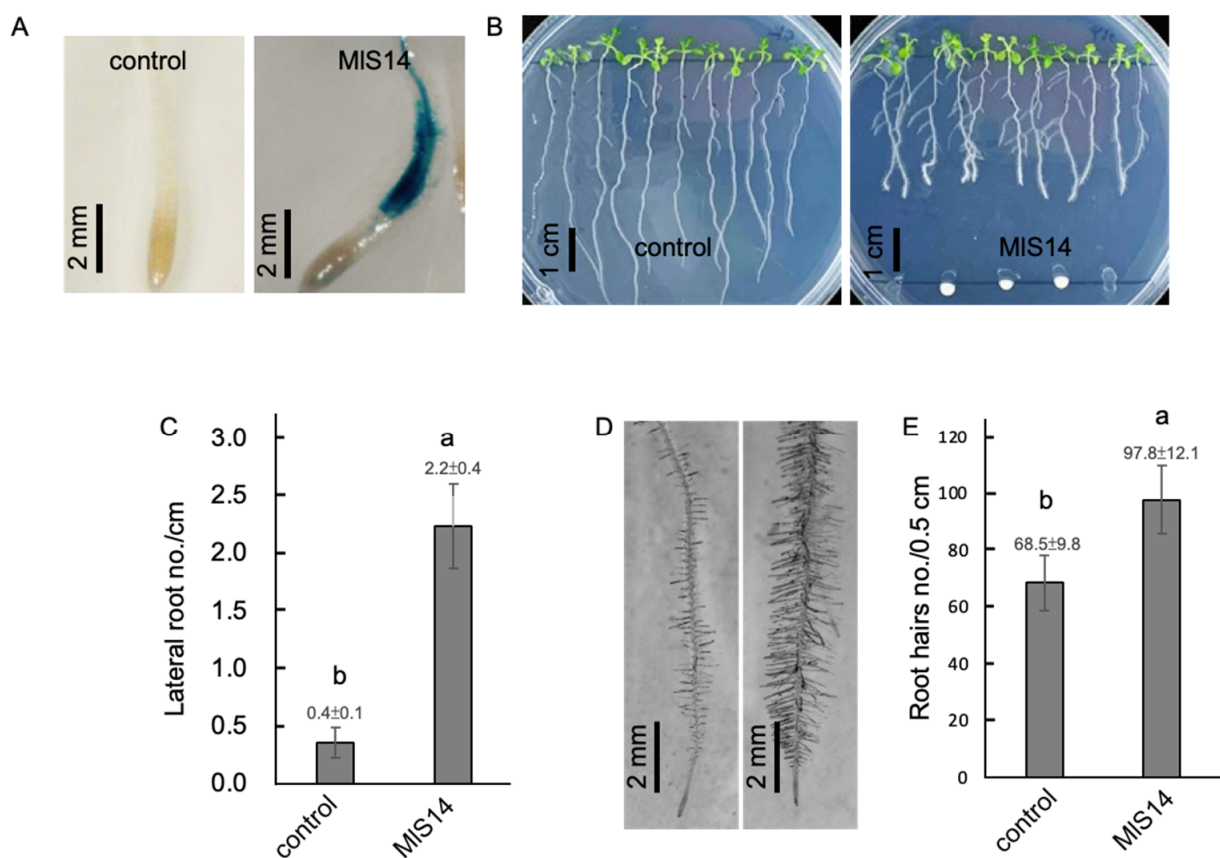 A
control
MIS14
2 mm
2 mm
B
control
MIS14
1 cm
1 cm
C
Lateral root no./cm
3.0
2.5
2.0
1.5
1.0
0.5
0.0
b
0.4±0.1
a
2.2±0.4
control
MIS14
D
2 mm
2 mm
E
Root hairs no./0.5 cm
120
100
80
60
40
20
0
b
68.5±9.8
a
97.8±12.1
control
MIS14